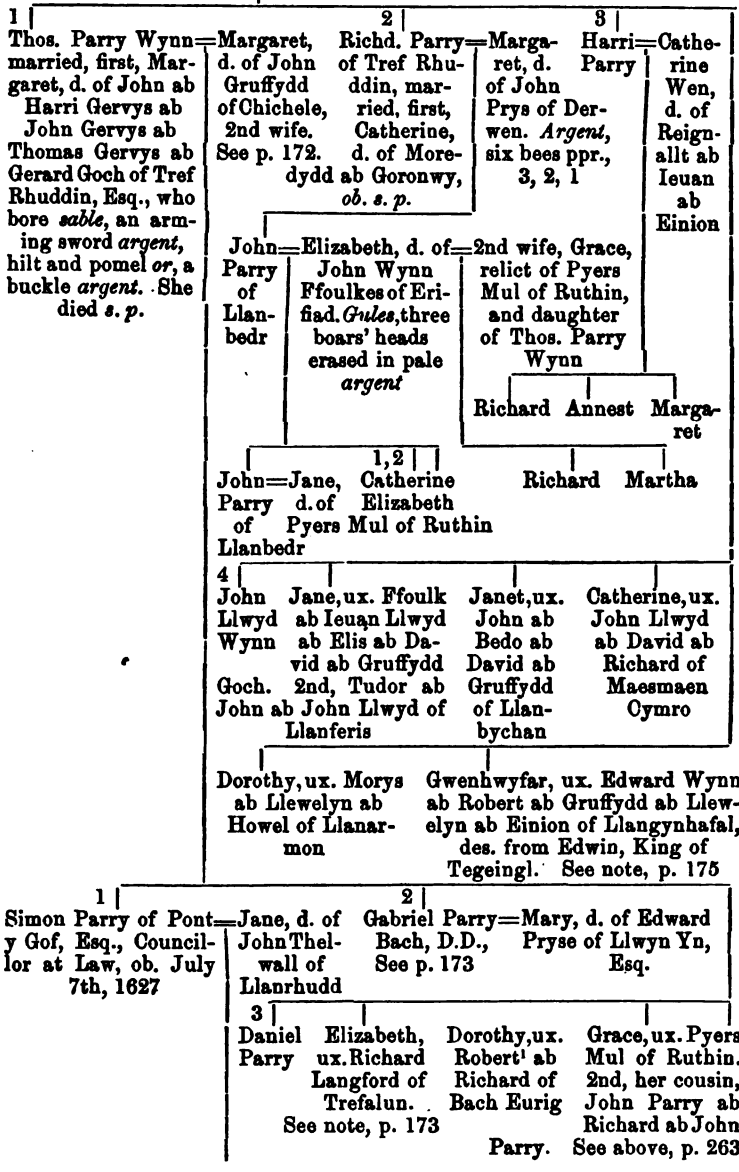 1 2 3
Thos. Parry Wynn=Margaret,
married, first, Mar-
garet, d. of John ab
Harri Gervys ab
John Gervys ab
Thomas Gervys ab
Gerard Goch of Tref
Rhuddin, Esq., who
bore sable, an arm-
ing sword argent,
hilt and pomel or, a
buckle argent. She
died s. p.
d. of John
Gruffydd
of Chichele,
2nd wife.
See p. 172.
Richd. Parry=Marga-
of Tref Rhu-
ddin, mar-
ried, first,
Catherine,
d. of More-
dydd ab Goronwy,
ob. s. p.
ret, d.
of John
Prys of Der-
wen. Argent,
six bees ppr.,
3, 2, 1
Harri=Cathe-
Parry
rine
Wen,
d. of
Reign-
allt ab
Ieuan
ab
Einion
John=Elizabeth, d. of=2nd wife, Grace,
Parry
of
Llan-
bedr
John Wynn
Ffoulkes of Eri-
fiad. Gules, three
boars' heads
erased in pale
argent
relict of Pyers
Mul of Ruthin,
and daughter
of Thos. Parry
Wynn
Richard Annest Marga-
ret
1, 2
John=Jane,
Parry d. of
of Pyers Mul of Ruthin
Llanbedr
Catherine
Elizabeth
Richard Martha
4
John
Llwyd
Wynn
Goch.
Jane, ux. Ffoulk
ab Ieuan Llwyd
ab Elis ab Da-
vid ab Gruffydd
2nd, Tudor ab
John ab John Llwyd of
Llanferis
Janet, ux.
John ab
Bedo ab
David ab
Gruffydd
of Llan-
bychan
Catherine, ux.
John Llwyd
ab David ab
Richard of
Maesmaen
Cymro
Dorothy, ux. Morys
ab Llewelyn ab
Howel of Llanar-
mon
Gwenhwyfar, ux. Edward Wynn
ab Robert ab Gruffydd ab Llew-
elyn ab Einion of Llangynhafal,
des. from Edwin, King of
Tegeingl. See note, p. 175
1 2
Simon Parry of Pont=Jane, d. of
y Gof, Esq., Council-
lor at Law, ob. July
7th, 1627
John Thel-
wall of
Llanrhudd
Gabriel Parry=Mary, d. of Edward
Bach, D.D.,
See p. 173
Pryse of Llwyn Yn,
Esq.
3
Daniel
Parry
Elizabeth,
ux. Richard
Langford of
Trefalun.
See note, p. 173
Dorothy, ux.
Robert¹ ab
Richard of
Bach Eurig
Grace, ux. Pyers
Mul of Ruthin.
2nd, her cousin,
John Parry ab
Richard ab John
Parry. See above, p. 263